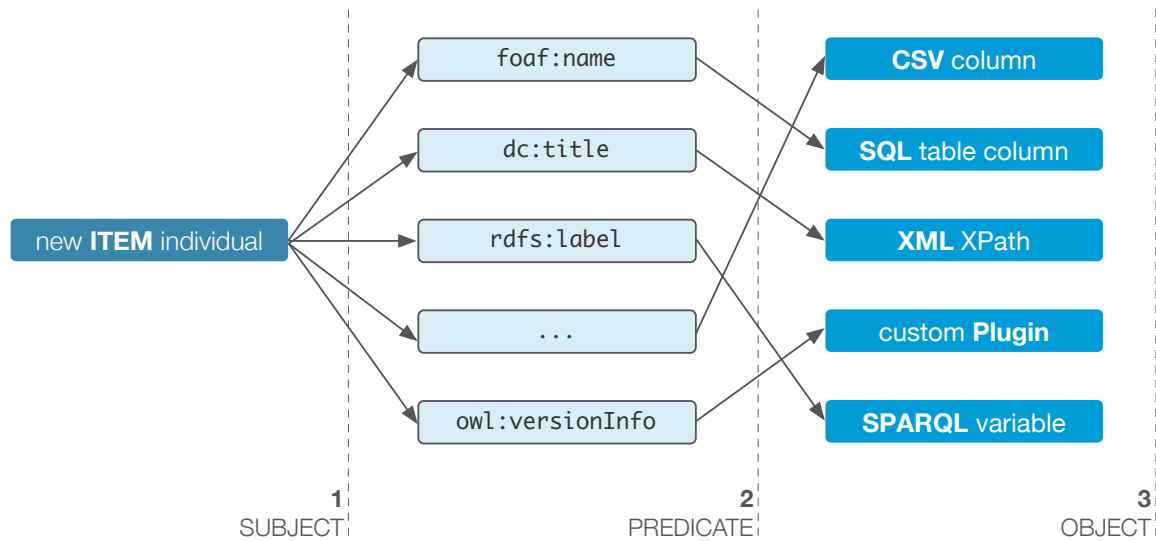 foaf:name
CSV column
dc:title
SQL table column
new ITEM individual
rdfs:label
XML XPath
...
custom Plugin
owl:versionInfo
SPARQL variable
1
SUBJECT
2
PREDICATE
3
OBJECT